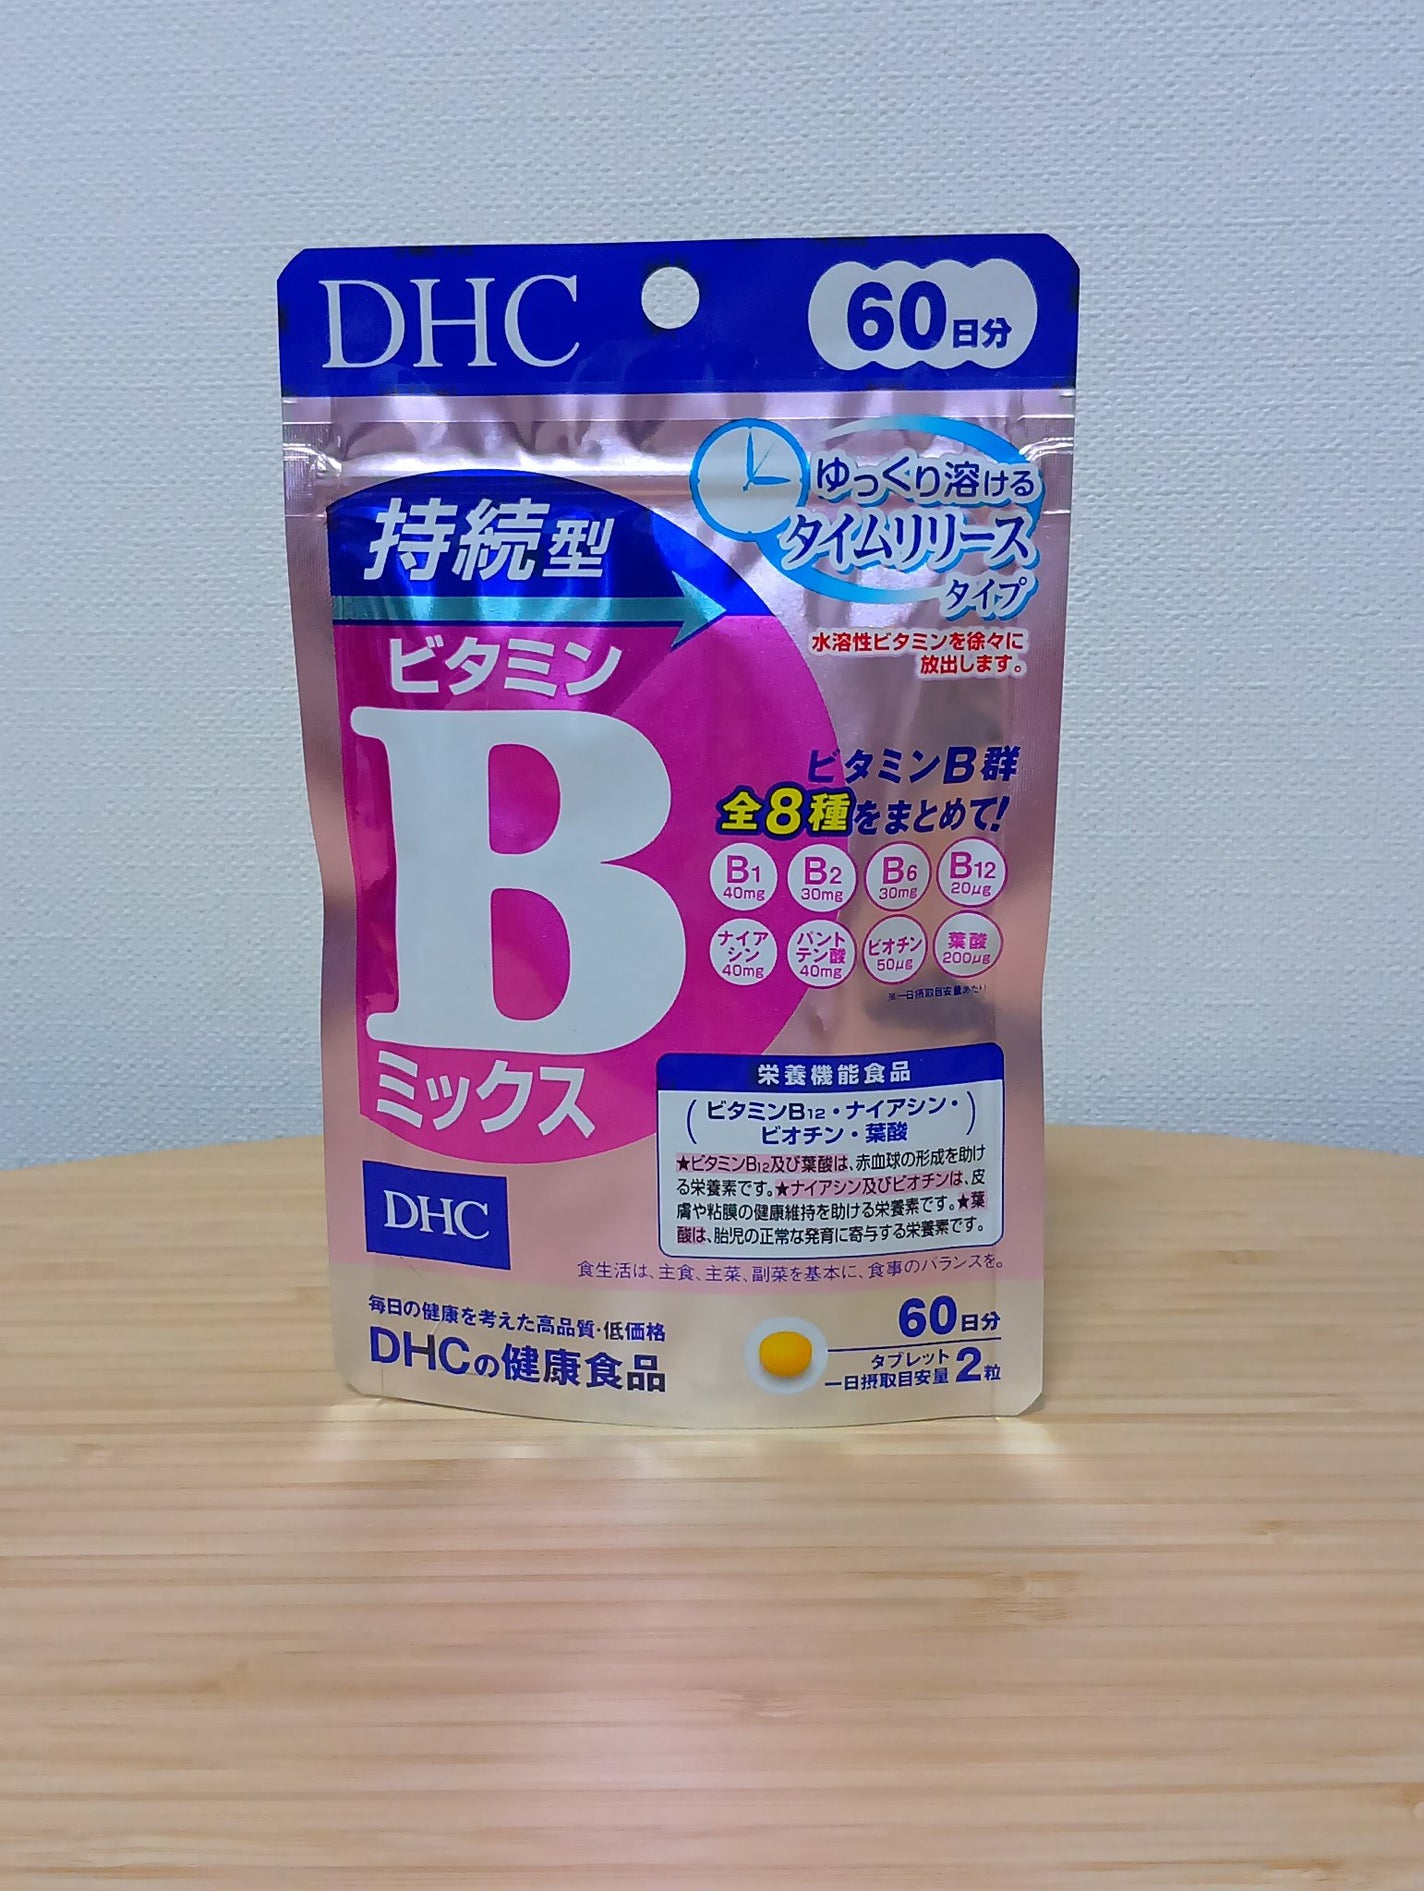 DHC
60日分
ゆっくり溶ける
タイムリリース
タイプ
水溶性ビタミンを徐々に
放出します。
持続型
ビタミン
B
ミックス
ビタミンB群
全8種をまとめて!
B1 40mg
B2 30mg
B6 30mg
B12 20μg
ナイアシン 40mg
パントテン酸 40mg
ビオチン 50μg
葉酸 200μg
※一日摂取目安量あたり
栄養機能食品
(ビタミンB12・ナイアシン・
ビオチン・葉酸)
★ビタミンB12及び葉酸は、赤血球の形成を助け
る栄養素です。★ナイアシン及びビオチンは、皮
膚や粘膜の健康維持を助ける栄養素です。★葉
酸は、胎児の正常な発育に寄与する栄養素です。
DHC
食生活は、主食、主菜、副菜を基本に、食事のバランスを。
毎日の健康を考えた高品質・低価格
DHCの健康食品
60日分
タブレット
一日摂取目安量 2粒